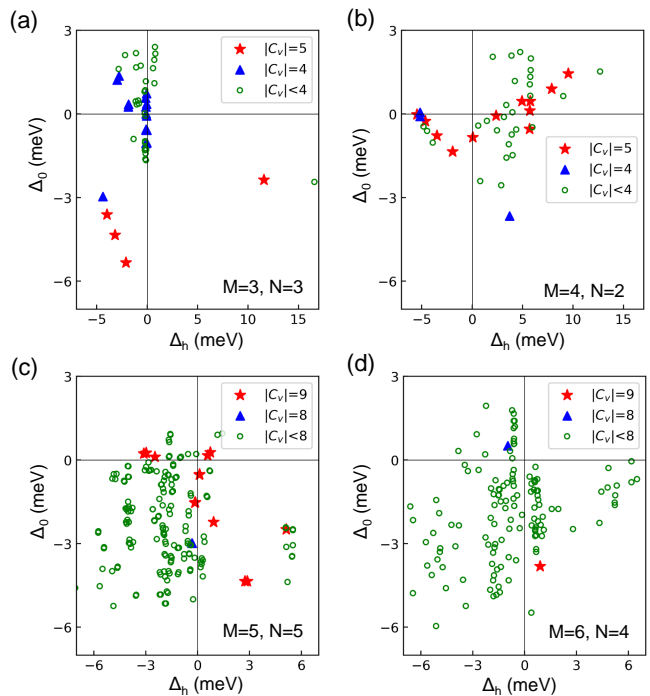 (a)
3
0
−3
−6
Δ₀ (meV)
|Cᵥ|=5
|Cᵥ|=4
|Cᵥ|<4
M=3, N=3
−5 0 5 10 15
Δₕ (meV)
(b)
3
0
−3
−6
Δ₀ (meV)
|Cᵥ|=5
|Cᵥ|=4
|Cᵥ|<4
M=4, N=2
−5 0 5 10 15
Δₕ (meV)
(c)
3
0
−3
−6
Δ₀ (meV)
|Cᵥ|=9
|Cᵥ|=8
|Cᵥ|<8
M=5, N=5
−6 −3 0 3 6
Δₕ (meV)
(d)
3
0
−3
−6
Δ₀ (meV)
|Cᵥ|=9
|Cᵥ|=8
|Cᵥ|<8
M=6, N=4
−6 −3 0 3 6
Δₕ (meV)